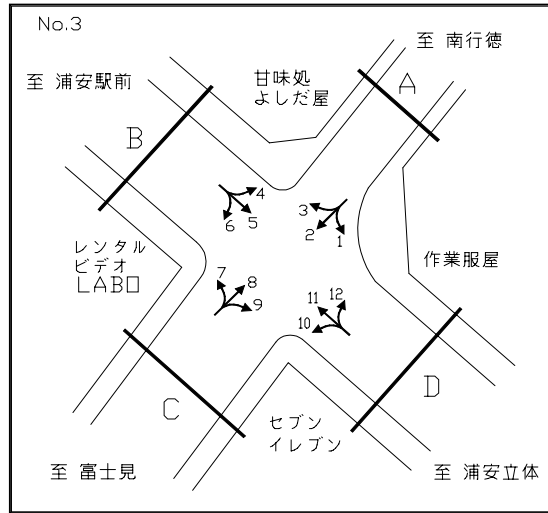 No.3
至 南行徳
至 浦安駅前
甘味処
よしだ屋
A
B
4
5
6
3
2
1
レンタル
ビデオ
LABO
作業服屋
7
8
9
11
12
10
C
D
セブン
イレブン
至 富士見
至 浦安立体